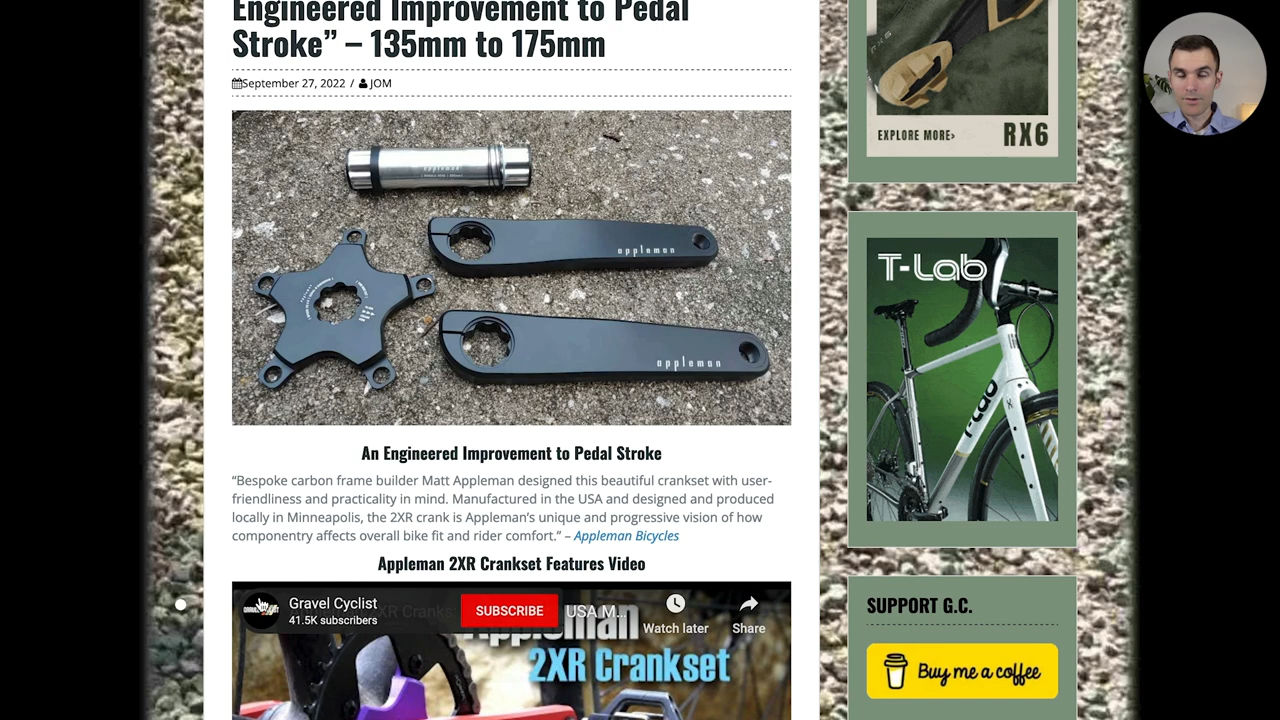 Engineered Improvement to Pedal
Stroke” – 135mm to 175mm
September 27, 2022 / JOM
appleman
appleman
appleman
An Engineered Improvement to Pedal Stroke
“Bespoke carbon frame builder Matt Appleman designed this beautiful crankset with user-
friendliness and practicality in mind. Manufactured in the USA and designed and produced
locally in Minneapolis, the 2XR crank is Appleman’s unique and progressive vision of how
componentry affects overall bike fit and rider comfort.” – Appleman Bicycles
Appleman 2XR Crankset Features Video
Gravel Cyclist
41.5K subscribers
SUBSCRIBE
USA M...
Watch later
Share
Appleman
2XR Crankset
EXPLORE MORE>
RX6
T-Lab
T-Lab
SUPPORT G.C.
Buy me a coffee